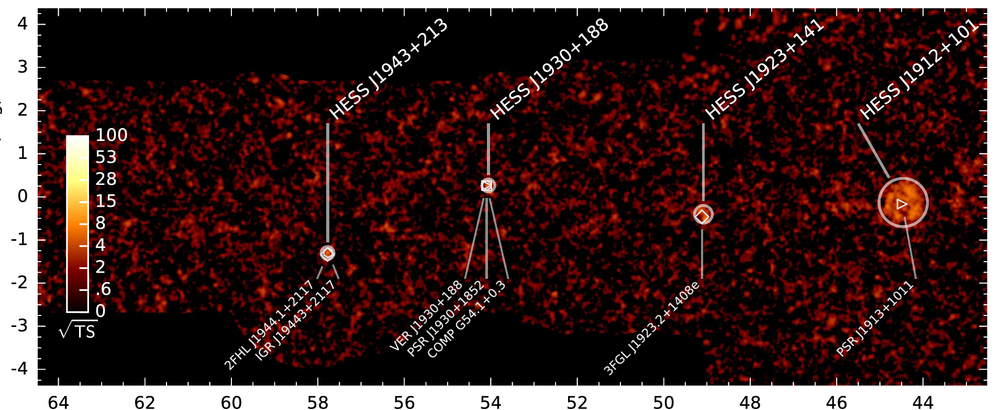 HESS J1943+213
HESS J1930+188
HESS J1923+141
HESS J1912+101
4
3
2
1
0
-1
-2
-3
-4
100
53
28
15
8
4
2
.6
0
√TS
2FHL J1944.1+2117
IGR J19443+2117
VER J1930+188
PSR J1930+1852
COMP G54.1+0.3
3FGL J1923.2+1408e
PSR J1913+1011
64 62 60 58 56 54 52 50 48 46 44